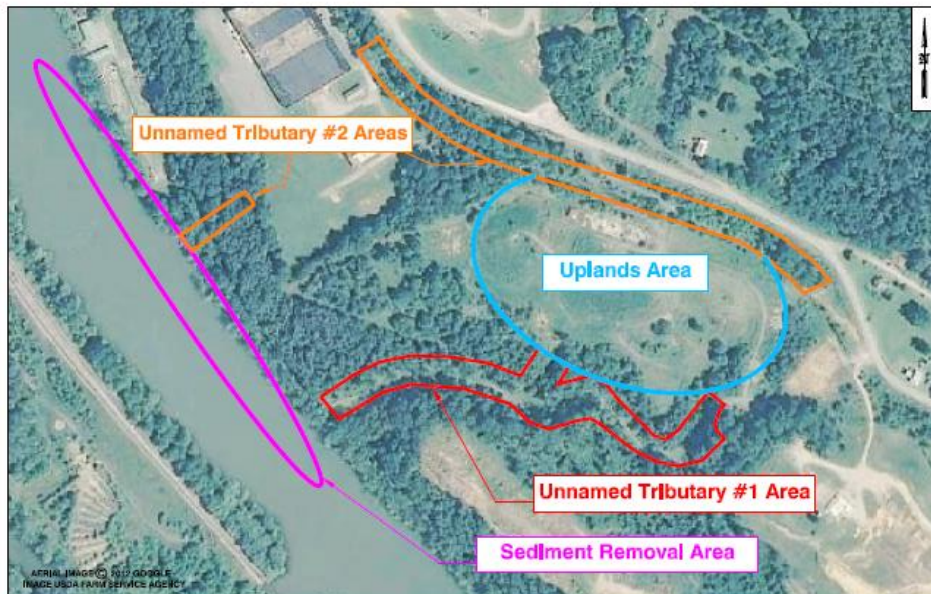 N
Unnamed Tributary #2 Areas
Uplands Area
Unnamed Tributary #1 Area
Sediment Removal Area
AERIAL IMAGE © 2012 GOOGLE
IMAGE USDA FARM SERVICE AGENCY